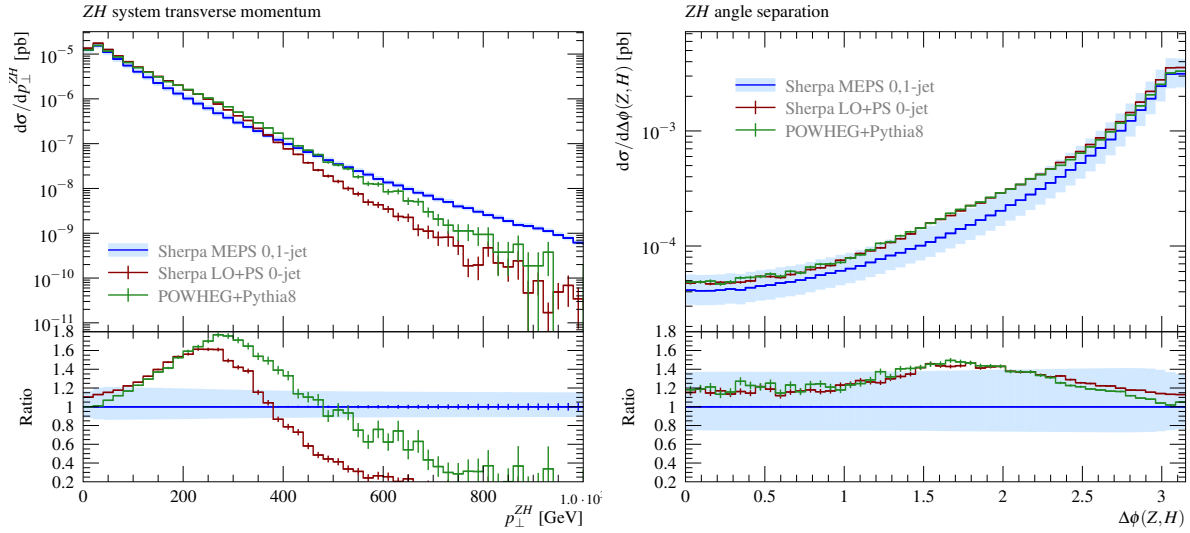 ZH system transverse momentum
dσ/dp⊥^ZH [pb]
10^−5
10^−6
10^−7
10^−8
10^−9
10^−10
10^−11
Sherpa MEPS 0,1-jet
Sherpa LO+PS 0-jet
POWHEG+Pythia8
Ratio
1.8
1.6
1.4
1.2
1
0.8
0.6
0.4
0.2
0 200 400 600 800 1.0·10
p⊥^ZH [GeV]
ZH angle separation
dσ/dΔϕ(Z,H) [pb]
10^−3
10^−4
Sherpa MEPS 0,1-jet
Sherpa LO+PS 0-jet
POWHEG+Pythia8
Ratio
1.8
1.6
1.4
1.2
1
0.8
0.6
0.4
0.2
0 0.5 1 1.5 2 2.5 3
Δϕ(Z,H)